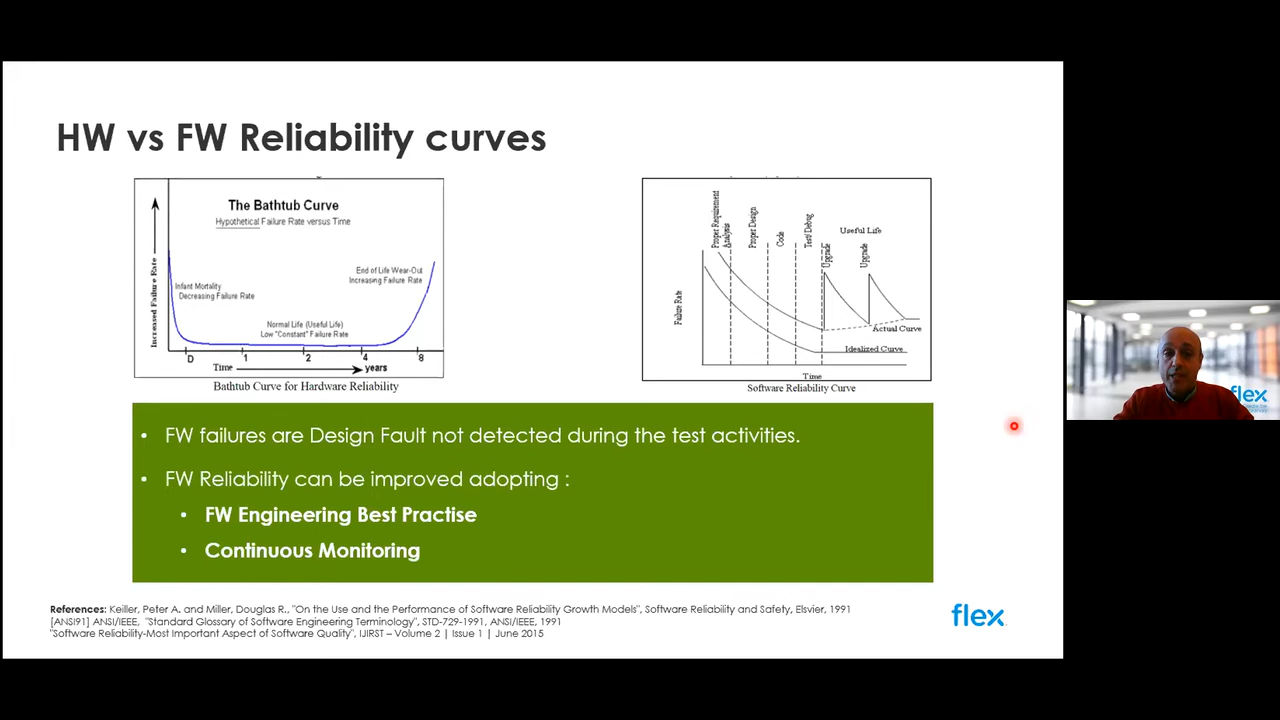 HW vs FW Reliability curves
The Bathtub Curve
Hypothetical Failure Rate versus Time
Increased Failure Rate
Infant Mortality
Decreasing Failure Rate
Normal Life (Useful Life)
Low "Constant" Failure Rate
End of Life Wear-Out
Increasing Failure Rate
D 1 2 4 8
Time years
Bathtub Curve for Hardware Reliability
Failure Rate
Proper Requirement
Analysis
Proper Design
Code
Test/Debug
Useful Life
Upgrade
Upgrade
Actual Curve
Idealized Curve
Time
Software Reliability Curve
• FW failures are Design Fault not detected during the test activities.
• FW Reliability can be improved adopting :
• FW Engineering Best Practise
• Continuous Monitoring
References: Keiller, Peter A. and Miller, Douglas R., "On the Use and the Performance of Software Reliability Growth Models", Software Reliability and Safety, Elsvier, 1991
[ANSI91] ANSI/IEEE, "Standard Glossary of Software Engineering Terminology", STD-729-1991, ANSI/IEEE, 1991
"Software Reliability-Most Important Aspect of Software Quality", IJIRST – Volume 2 | Issue 1 | June 2015
flex
flex